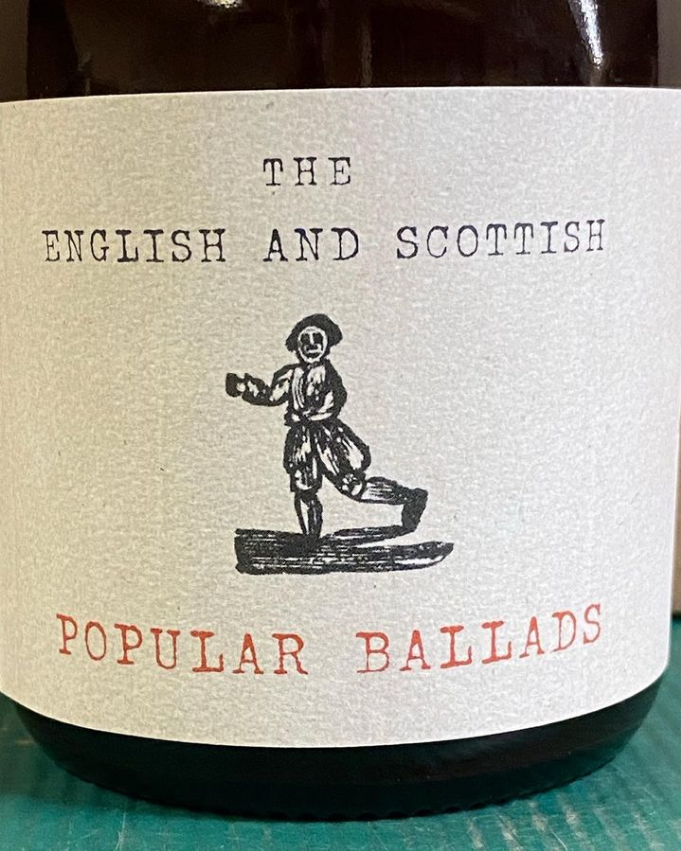 THE
ENGLISH AND SCOTTISH
POPULAR BALLADS